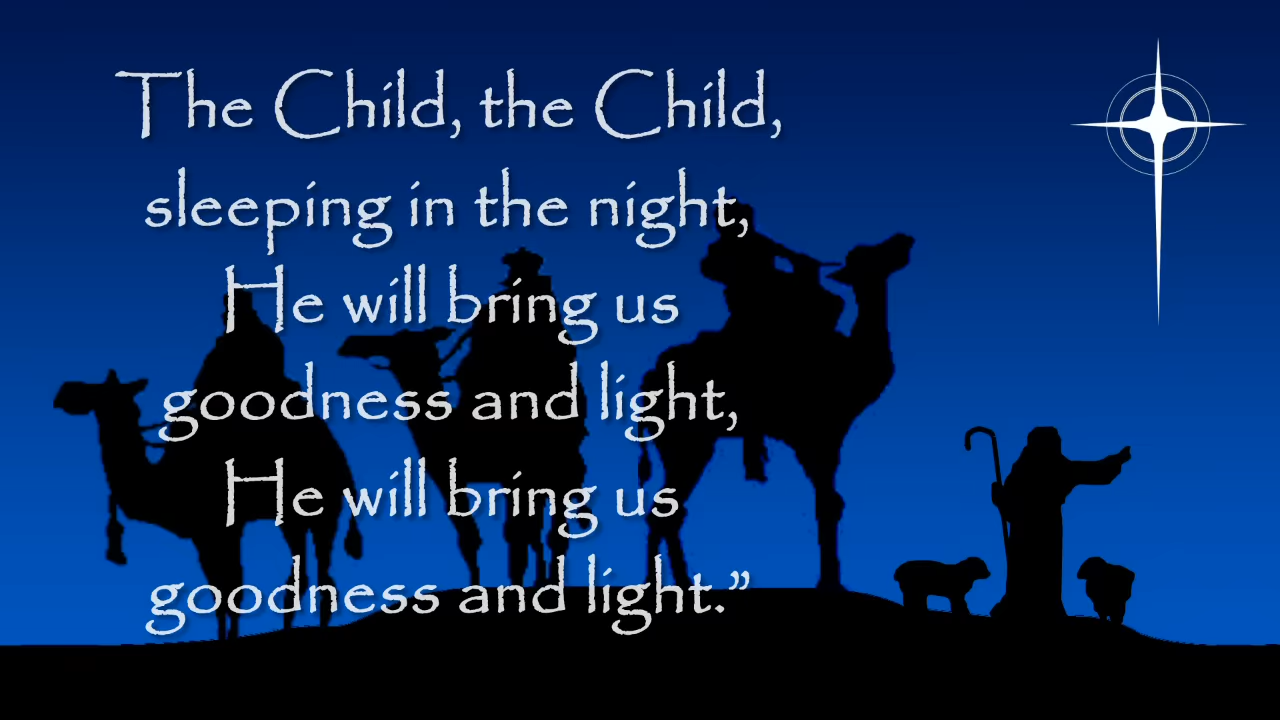 The Child, the Child,
sleeping in the night,
He will bring us
goodness and light,
He will bring us
goodness and light.”